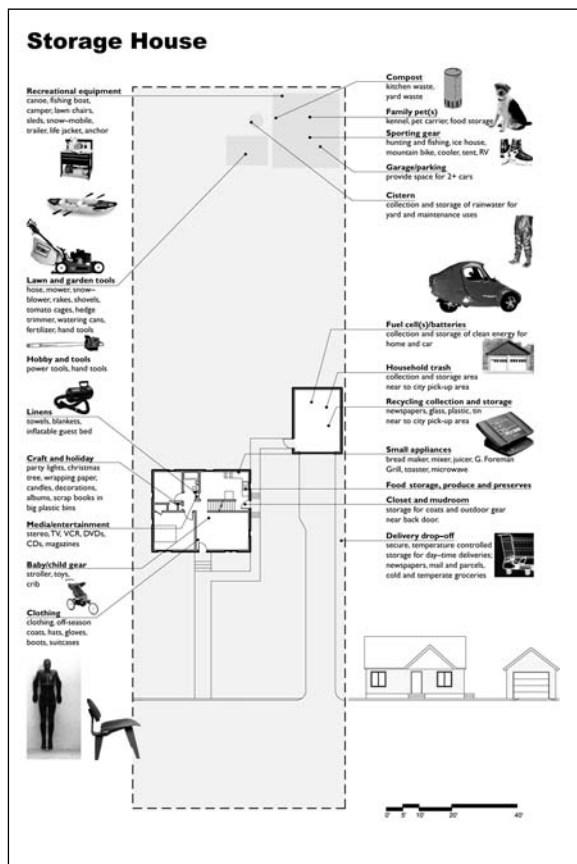 Storage House
Recreational equipment
canoe, fishing boat,
camper, lawn chairs,
sleds, snow-mobile,
trailer, life jacket, anchor
Lawn and garden tools
hose, mower, snow-
blower, rakes, shovels,
tomato cages, hedge
trimmer, watering cans,
fertilizer, hand tools
Hobby and tools
power tools, hand tools
Linens
towels, blankets,
inflatable guest bed
Craft and holiday
party lights, christmas
tree, wrapping paper,
candles, decorations,
albums, scrap books in
big plastic bins
Media/entertainment
stereo, TV, VCR, DVDs,
CDs, magazines
Baby/child gear
stroller, toys,
crib
Clothing
clothing, off-season
coats, hats, gloves,
boots, suitcases
Compost
kitchen waste,
yard waste
Family pet(s)
kennel, pet carrier, food storage
Sporting gear
hunting and fishing, ice house,
mountain bike, cooler, tent, RV
Garage/parking
provide space for 2+ cars
Cistern
collection and storage of rainwater for
yard and maintenance uses
Fuel cell(s)/batteries
collection and storage of clean energy for
home and car
Household trash
collection and storage area
near to city pick-up area
Recycling collection and storage
newspapers, glass, plastic, tin
near to city pick-up area
Small appliances
bread maker, mixer, juicer, G. Foreman
Grill, toaster, microwave
Food storage, produce and preserves
Closet and mudroom
storage for coats and outdoor gear
near back door.
Delivery drop-off
secure, temperature controlled
storage for day-time deliveries;
newspapers, mail and parcels,
cold and temperate groceries
0' 5' 10' 20' 40'